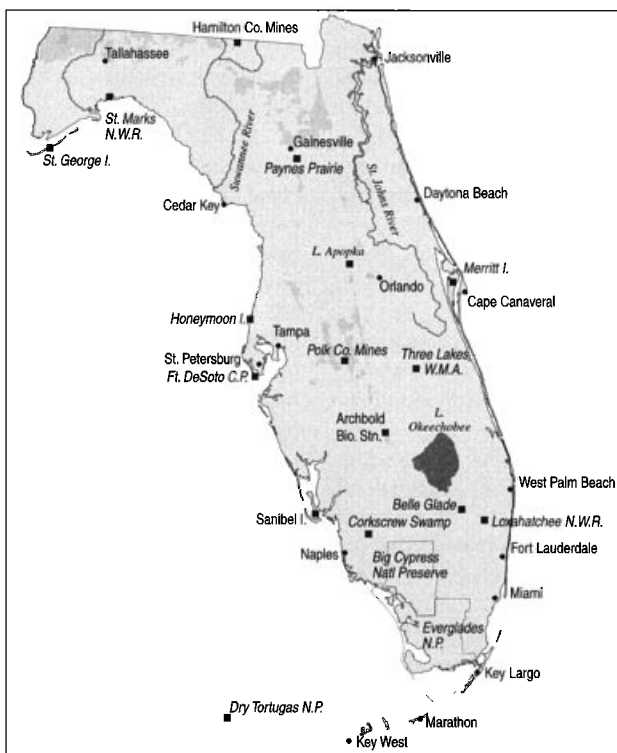 Hamilton Co. Mines
Tallahassee
Jacksonville
St. Marks
N.W.R.
St. George I.
Suwannee River
Gainesville
Paynes Prairie
St. Johns River
Cedar Key
Daytona Beach
L. Apopka
Merritt I.
Orlando
Cape Canaveral
Honeymoon I.
Tampa
St. Petersburg
Ft. DeSoto C.P.
Polk Co. Mines
Three Lakes,
W.M.A.
Archbold
Bio. Stn.
L.
Okeechobee
West Palm Beach
Belle Glade
Sanibel I.
Corkscrew Swamp
Loxahatchee N.W.R.
Naples
Big Cypress
Natl Preserve
Fort Lauderdale
Miami
Everglades
N.P.
Key Largo
Dry Tortugas N.P.
Marathon
Key West